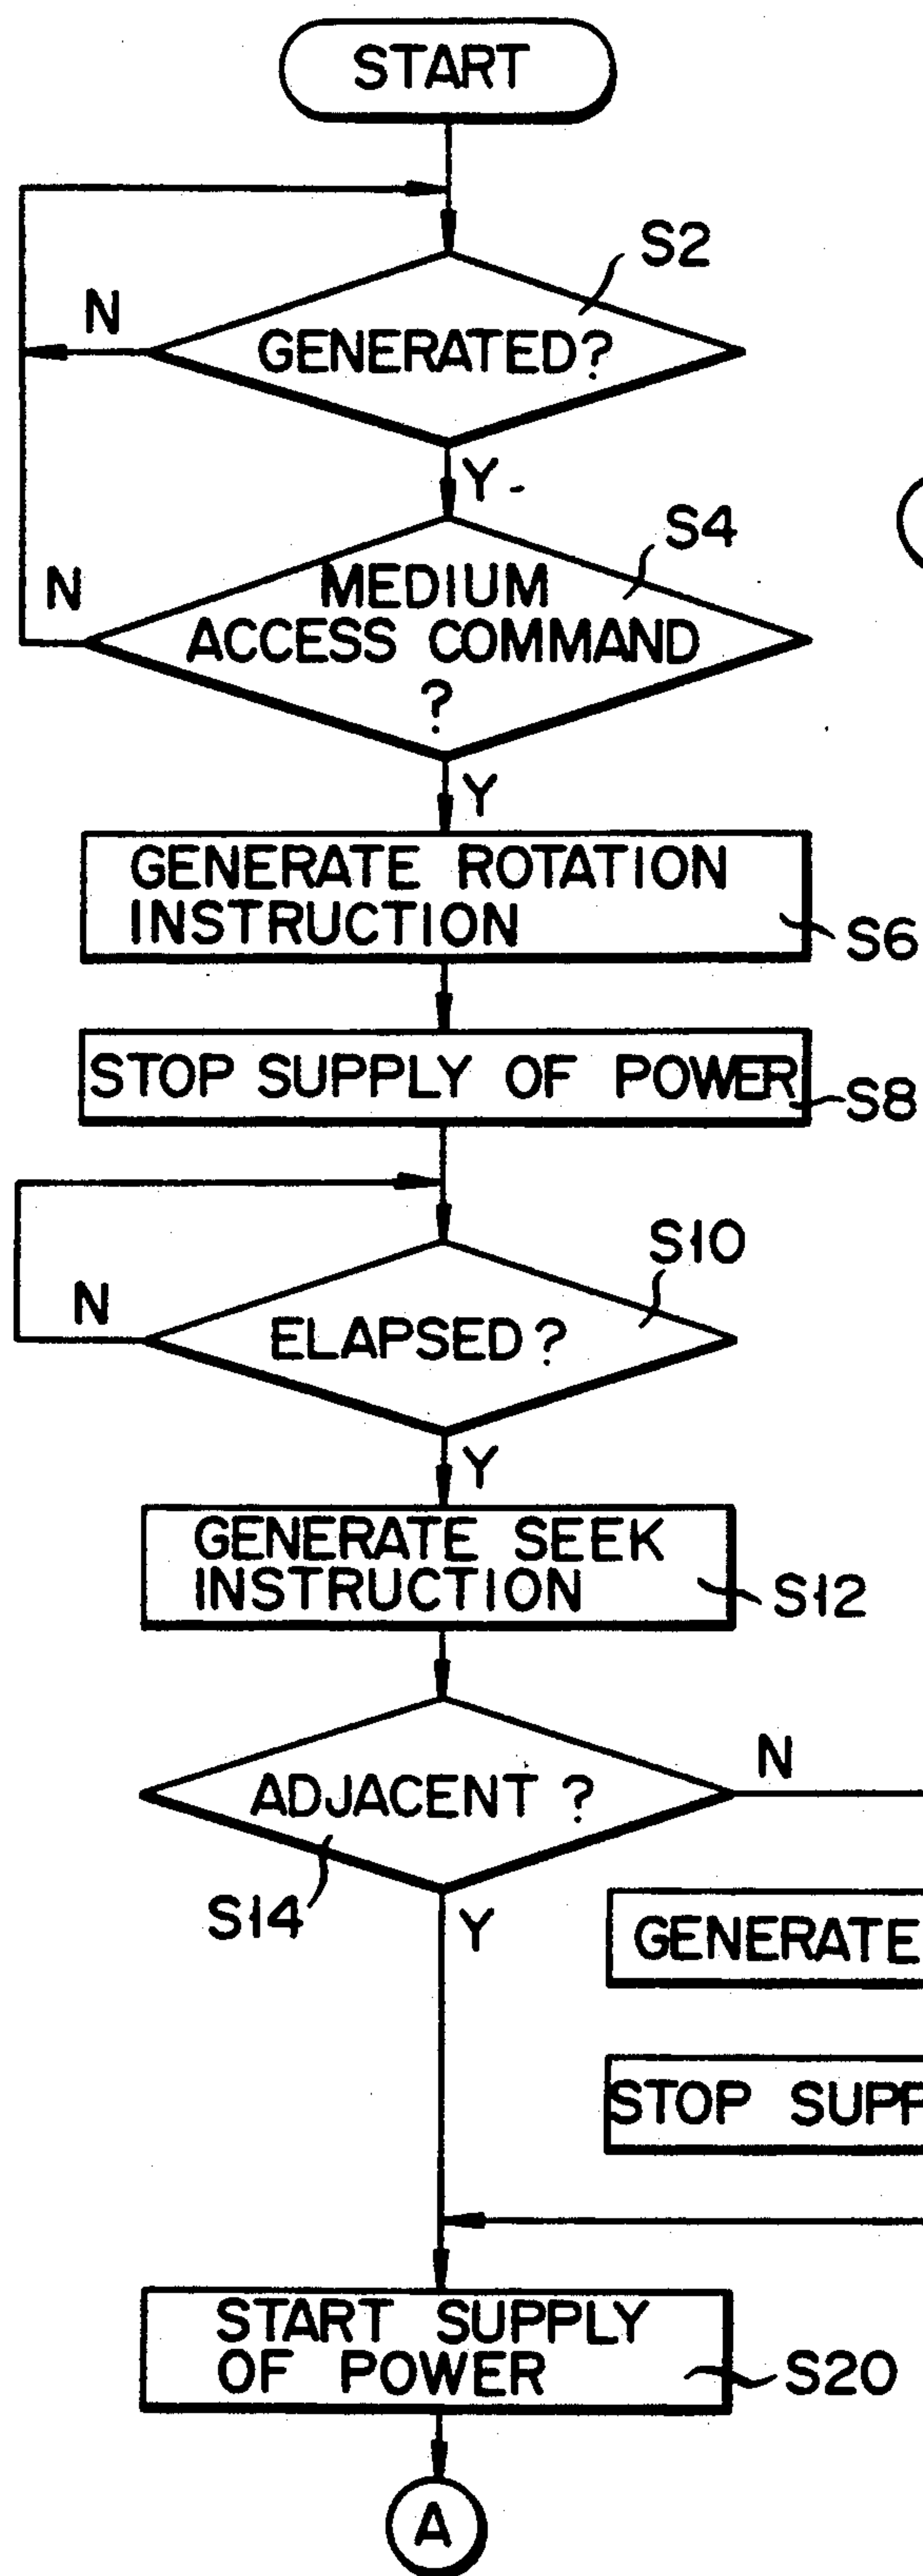 START
S2
N
GENERATED?
Y
S4
N
MEDIUM
ACCESS COMMAND
?
Y
GENERATE ROTATION
INSTRUCTION
S6
STOP SUPPLY OF POWER
S8
S10
N
ELAPSED?
Y
GENERATE SEEK
INSTRUCTION
S12
N
ADJACENT ?
S14
Y
GENERATE
STOP SUPP
START SUPPLY
OF POWER
S20
A